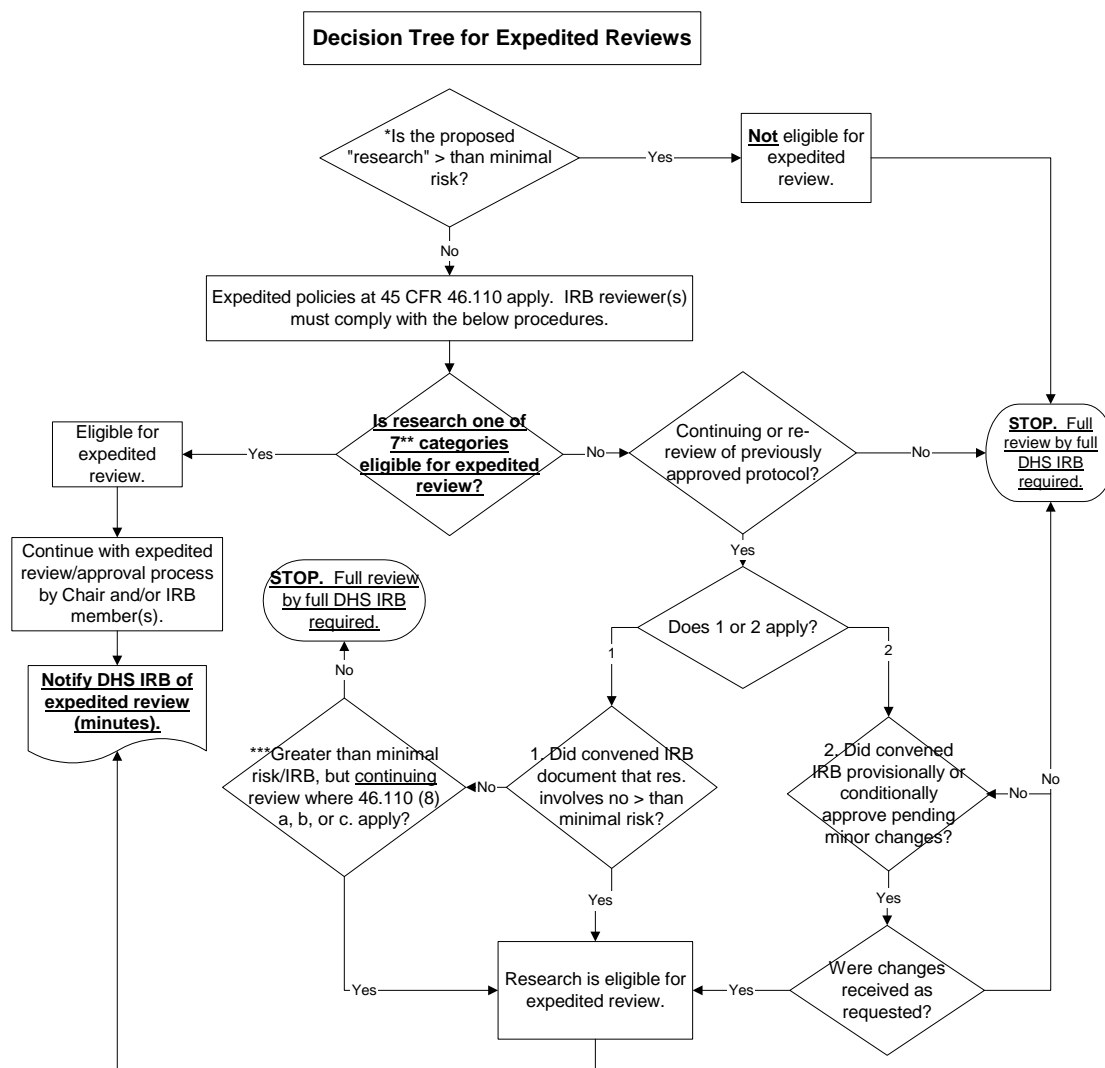 Decision Tree for Expedited Reviews
*Is the proposed
"research" > than minimal
risk?
Yes
Not eligible for
expedited
review.
No
Expedited policies at 45 CFR 46.110 apply.  IRB reviewer(s)
must comply with the below procedures.
Is research one of
7** categories
eligible for expedited
review?
Yes
Eligible for
expedited
review.
No
Continuing or re-
review of previously
approved protocol?
No
STOP.  Full
review by full
DHS IRB
required.
Continue with expedited
review/approval process
by Chair and/or IRB
member(s).
Notify DHS IRB of
expedited review
(minutes).
Yes
Does 1 or 2 apply?
1
2
STOP.  Full review
by full DHS IRB
required.
No
***Greater than minimal
risk/IRB, but continuing
review where 46.110 (8)
a, b, or c. apply?
No
1. Did convened IRB
document that res.
involves no > than
minimal risk?
2. Did convened
IRB provisionally or
conditionally
approve pending
minor changes?
No
No
Yes
Yes
Yes
Research is eligible for
expedited review.
Yes
Were changes
received as
requested?